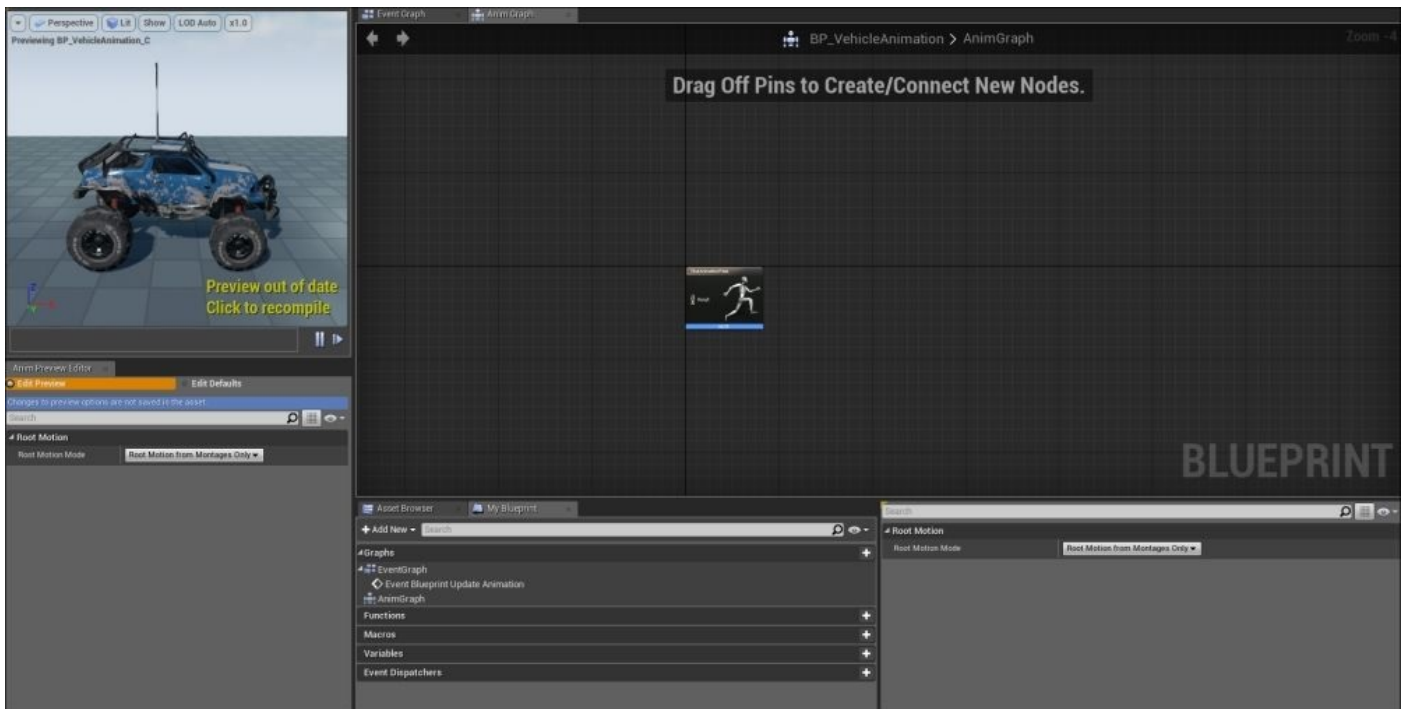 Perspective Lit Show LOD Auto x1.0
Previewing BP_VehicleAnimation_C
Preview out of date
Click to recompile
Anim Preview Editor
Edit Preview Edit Defaults
Changes to preview options are not saved in the asset
Search
Root Motion
Root Motion Mode Root Motion from Montages Only
Event Graph Anim Graph
BP_VehicleAnimation > AnimGraph
Zoom -4
Drag Off Pins to Create/Connect New Nodes.
BLUEPRINT
Asset Browser My Blueprint
+ Add New Search
Graphs +
EventGraph
Event Blueprint Update Animation
AnimGraph
Functions +
Macros +
Variables +
Event Dispatchers +
Search
Root Motion
Root Motion Mode Root Motion from Montages Only